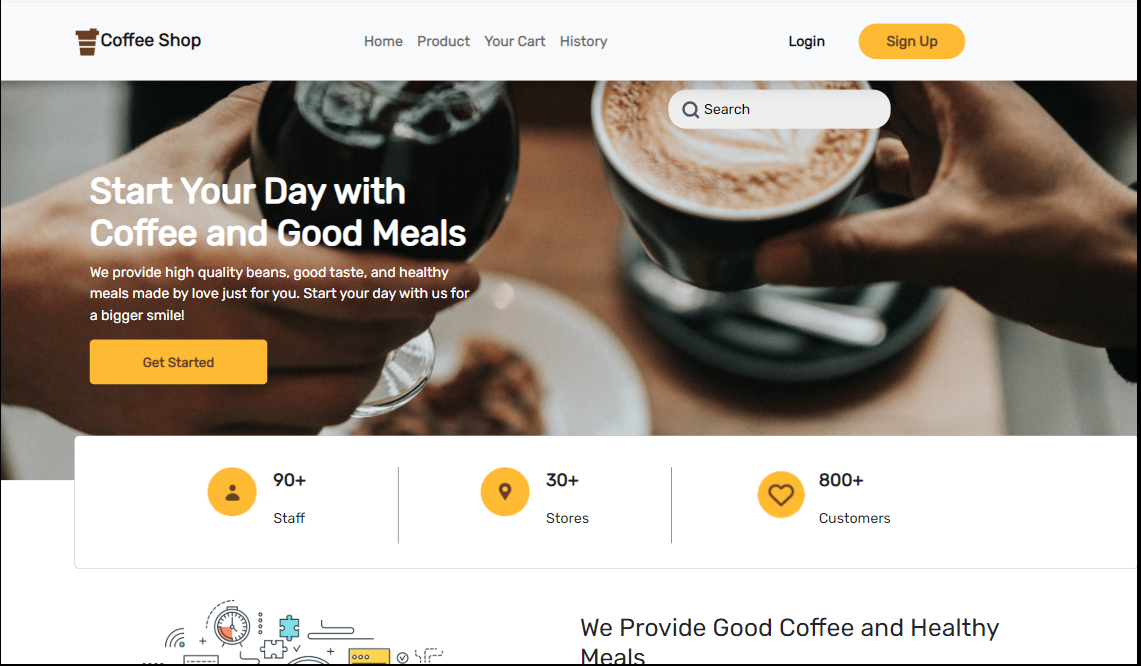 Coffee Shop
Home Product Your Cart History
Login
Sign Up
Search
Start Your Day with
Coffee and Good Meals
We provide high quality beans, good taste, and healthy
meals made by love just for you. Start your day with us for
a bigger smile!
Get Started
90+
Staff
30+
Stores
800+
Customers
We Provide Good Coffee and Healthy
Meals